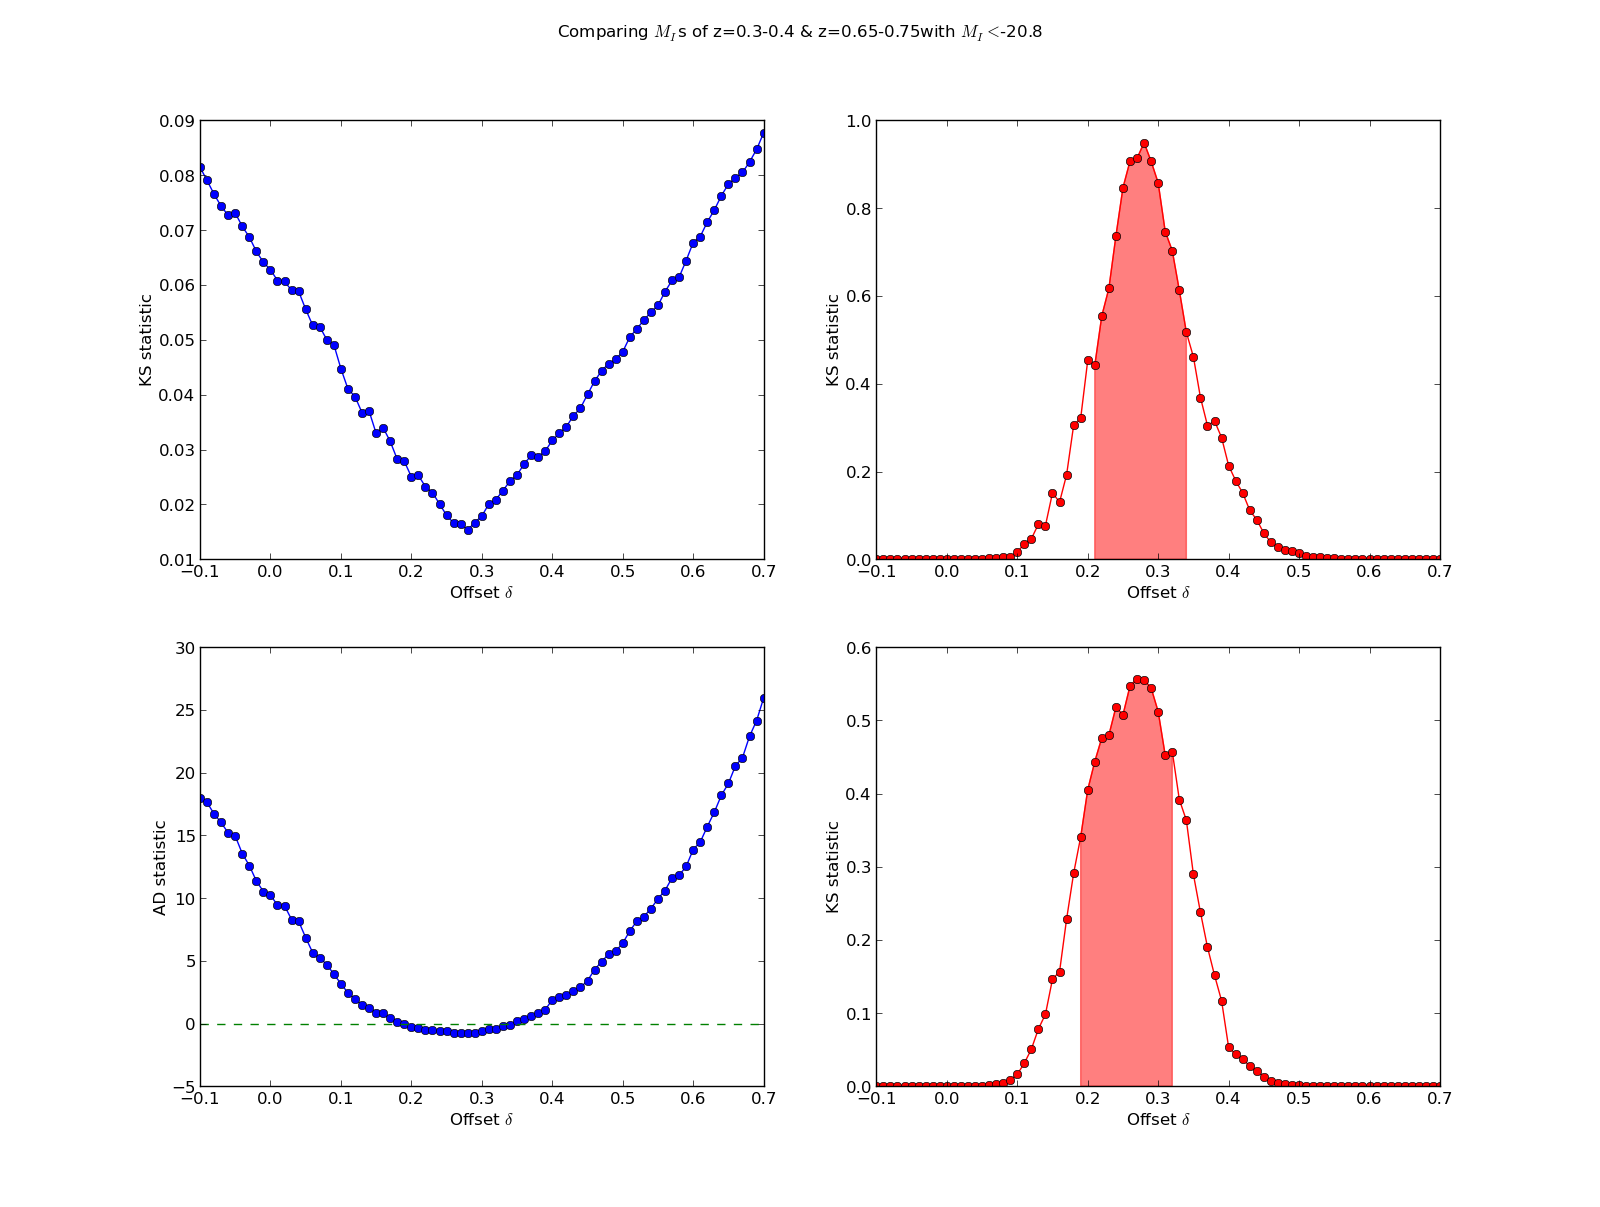 Comparing M_I s of z=0.3-0.4 & z=0.65-0.75with M_I <-20.8
0.09
0.08
0.07
0.06
0.05
0.04
0.03
0.02
0.01
KS statistic
−0.1 0.0 0.1 0.2 0.3 0.4 0.5 0.6 0.7
Offset δ
1.0
0.8
0.6
0.4
0.2
0.0
KS statistic
−0.1 0.0 0.1 0.2 0.3 0.4 0.5 0.6 0.7
Offset δ
30
25
20
15
10
5
0
−5
AD statistic
−0.1 0.0 0.1 0.2 0.3 0.4 0.5 0.6 0.7
Offset δ
0.6
0.5
0.4
0.3
0.2
0.1
0.0
KS statistic
−0.1 0.0 0.1 0.2 0.3 0.4 0.5 0.6 0.7
Offset δ